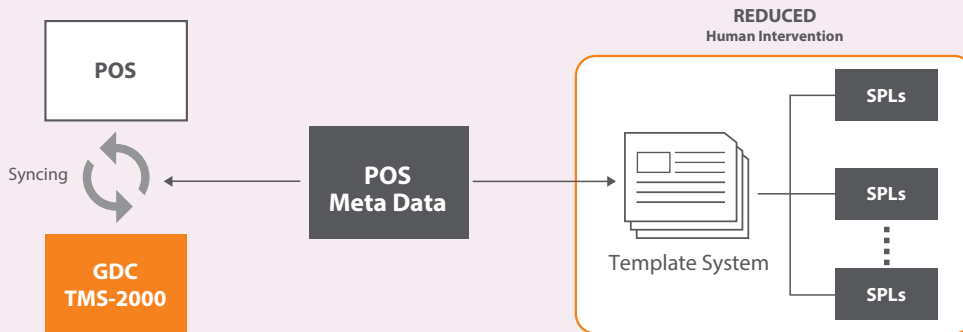 REDUCED
Human Intervention
POS
SPLs
Syncing
POS
Meta Data
SPLs
GDC
TMS-2000
Template System
SPLs